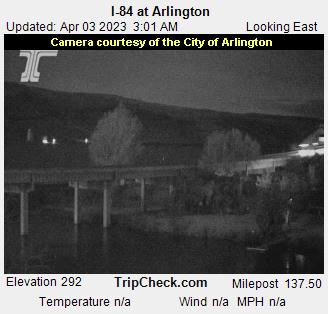 I-84 at Arlington
Updated: Apr 03 2023 3:01 AM Looking East
Camera courtesy of the City of Arlington
Elevation 292 TripCheck.com Milepost 137.50
Temperature n/a Wind n/a MPH n/a